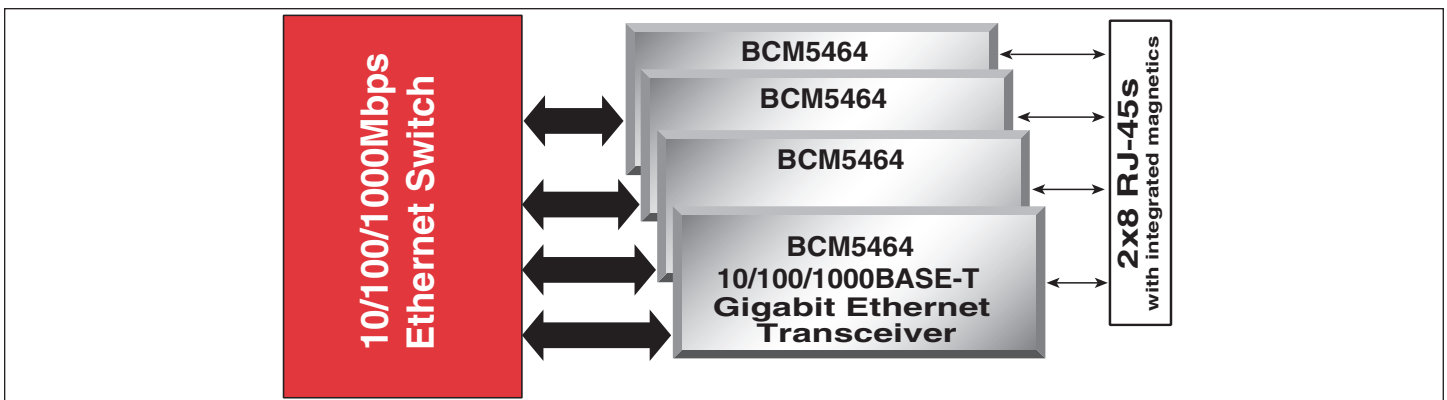 10/100/1000Mbps
Ethernet Switch
BCM5464
BCM5464
BCM5464
BCM5464
10/100/1000BASE-T
Gigabit Ethernet
Transceiver
2x8 RJ-45s
with integrated magnetics